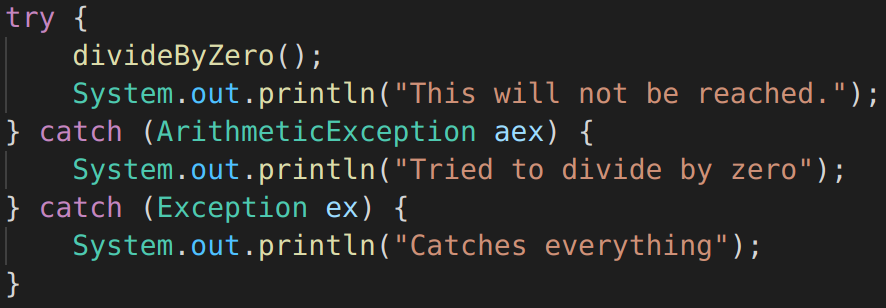 try {
    divideByZero();
    System.out.println("This will not be reached.");
} catch (ArithmeticException aex) {
    System.out.println("Tried to divide by zero");
} catch (Exception ex) {
    System.out.println("Catches everything");
}